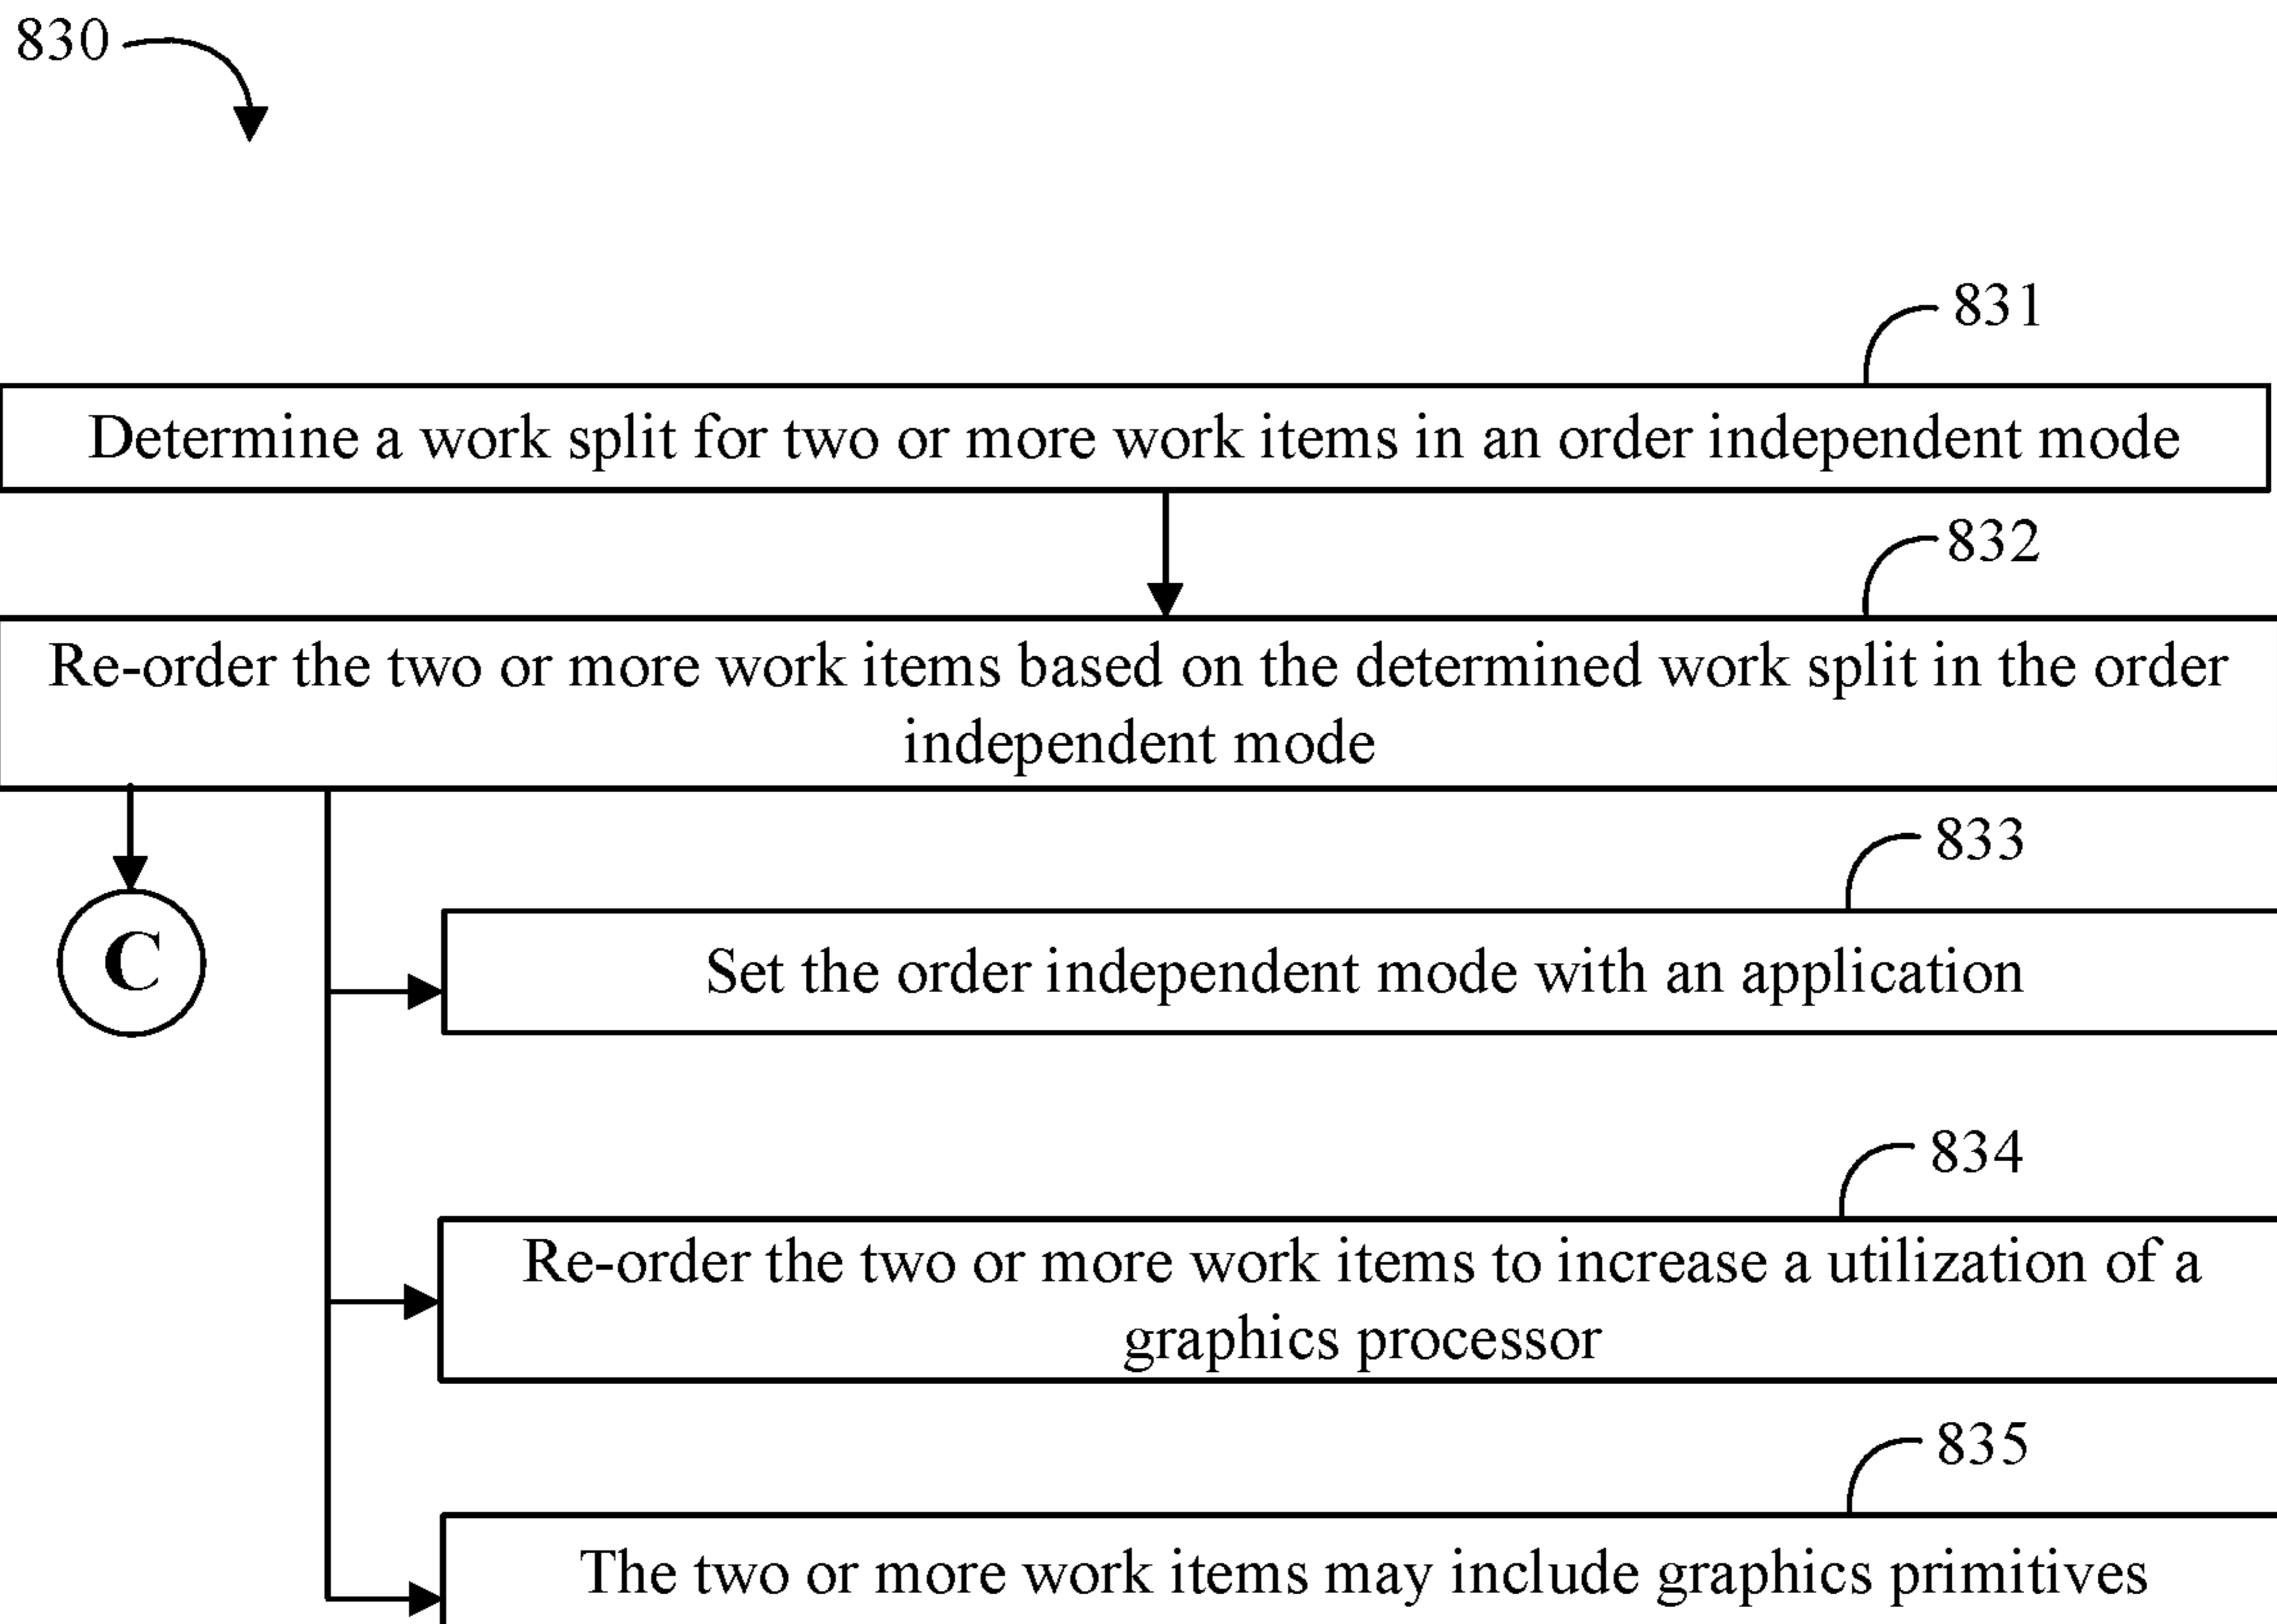 830
831
Determine a work split for two or more work items in an order independent mode
832
Re-order the two or more work items based on the determined work split in the order
independent mode
C
833
Set the order independent mode with an application
834
Re-order the two or more work items to increase a utilization of a
graphics processor
835
The two or more work items may include graphics primitives